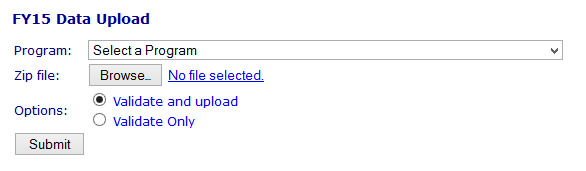 FY15 Data Upload
Program: Select a Program
Zip file: Browse… No file selected.
Options: Validate and upload
Validate Only
Submit